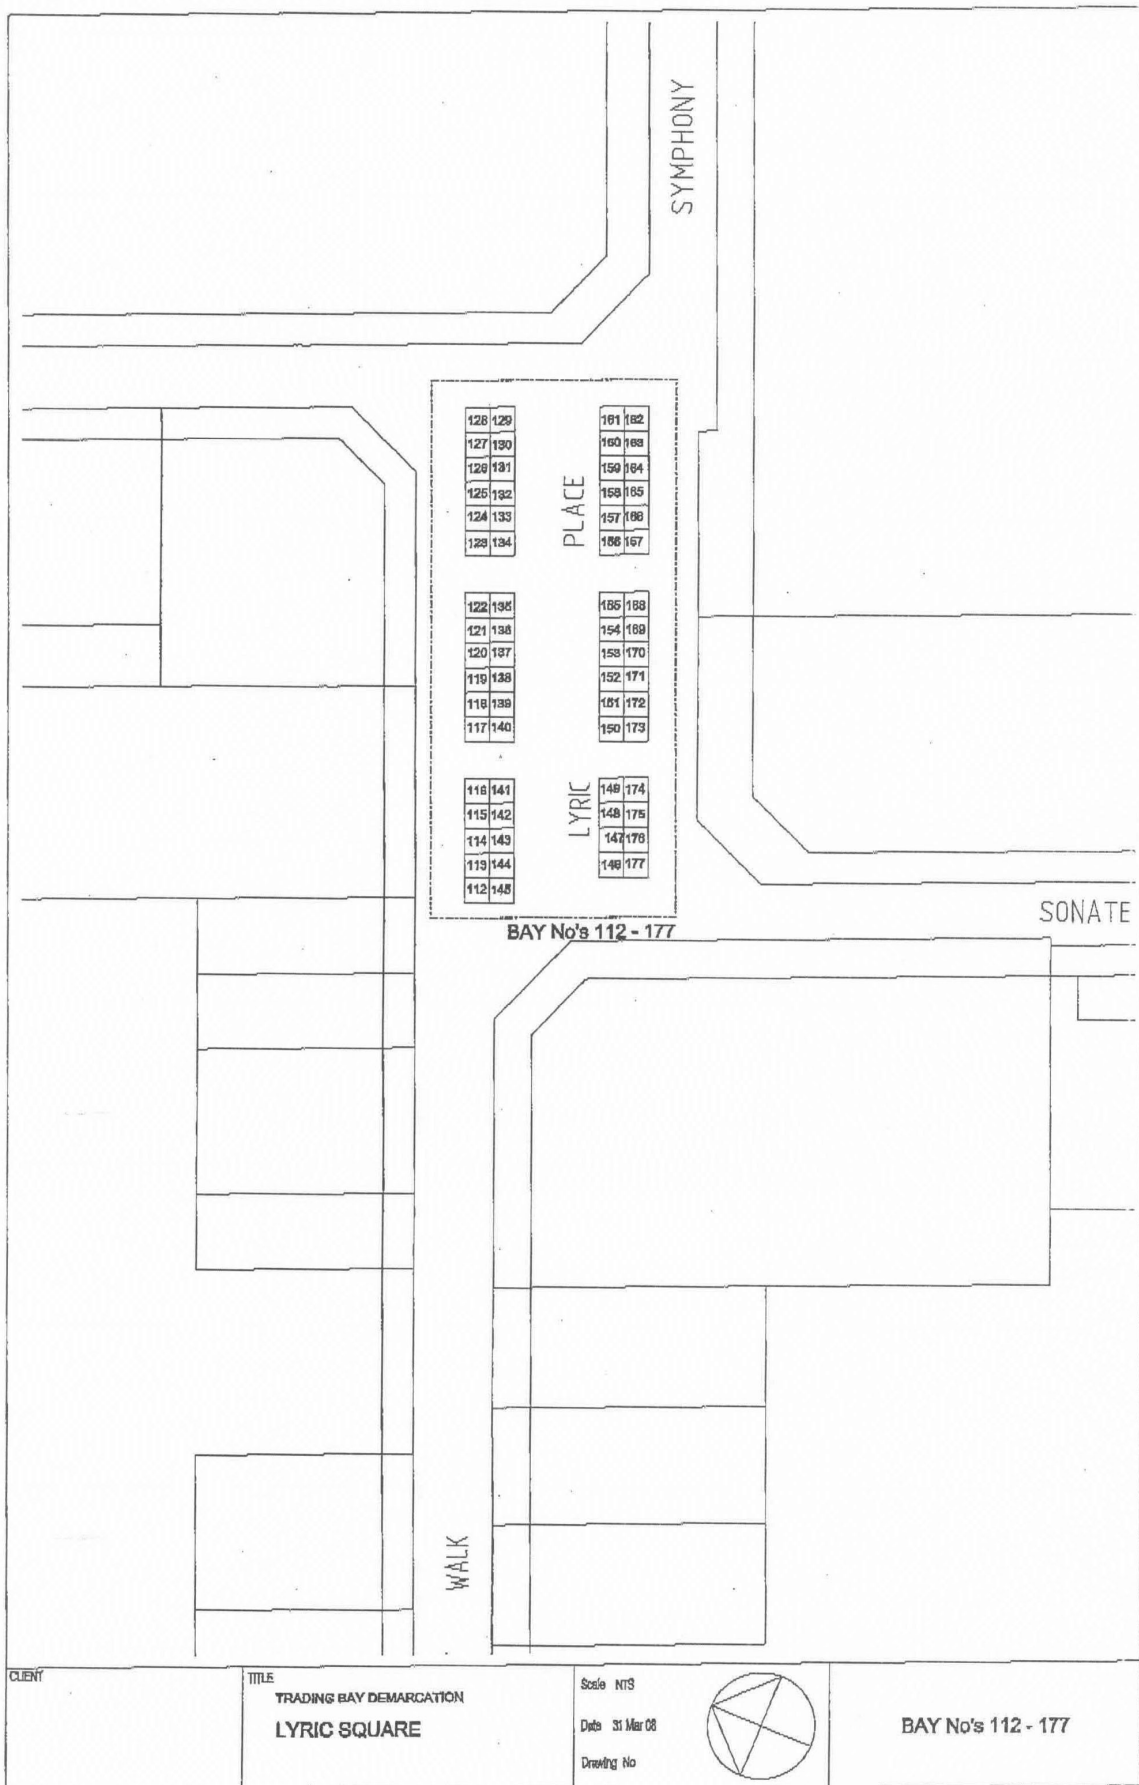 SYMPHONY
128 129
127 130
126 131
125 132
124 133
123 134
161 162
160 163
159 164
158 165
157 166
156 167
PLACE
122 135
121 136
120 137
119 138
118 139
117 140
155 168
154 169
153 170
152 171
151 172
150 173
116 141
115 142
114 143
113 144
112 145
LYRIC
149 174
148 175
147 176
146 177
SONATE
BAY No's 112 - 177
WALK
CLIENT
TITLE
TRADING BAY DEMARCATION
LYRIC SQUARE
Scale NTS
Date 31 Mar 08
Drawing No
BAY No's 112 - 177